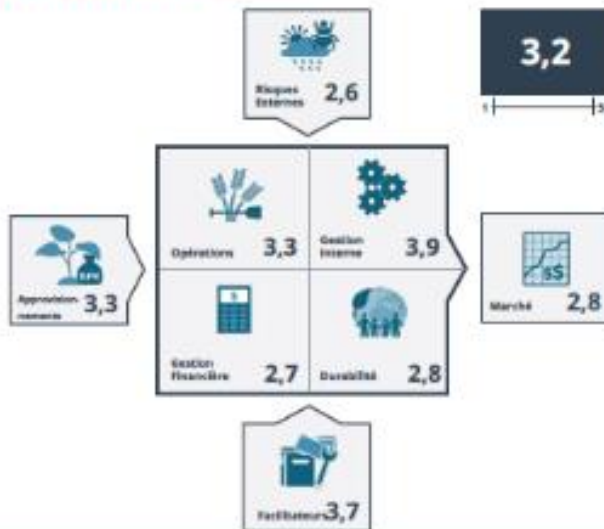 Risques
Externes 2,6
3,2
1 5
Opérations 3,3
Gestion
Interne 3,9
Approvision
nements 3,3
Marché 2,8
Gestion
Financière 2,7
Durabilité 2,8
Facilitateurs 3,7